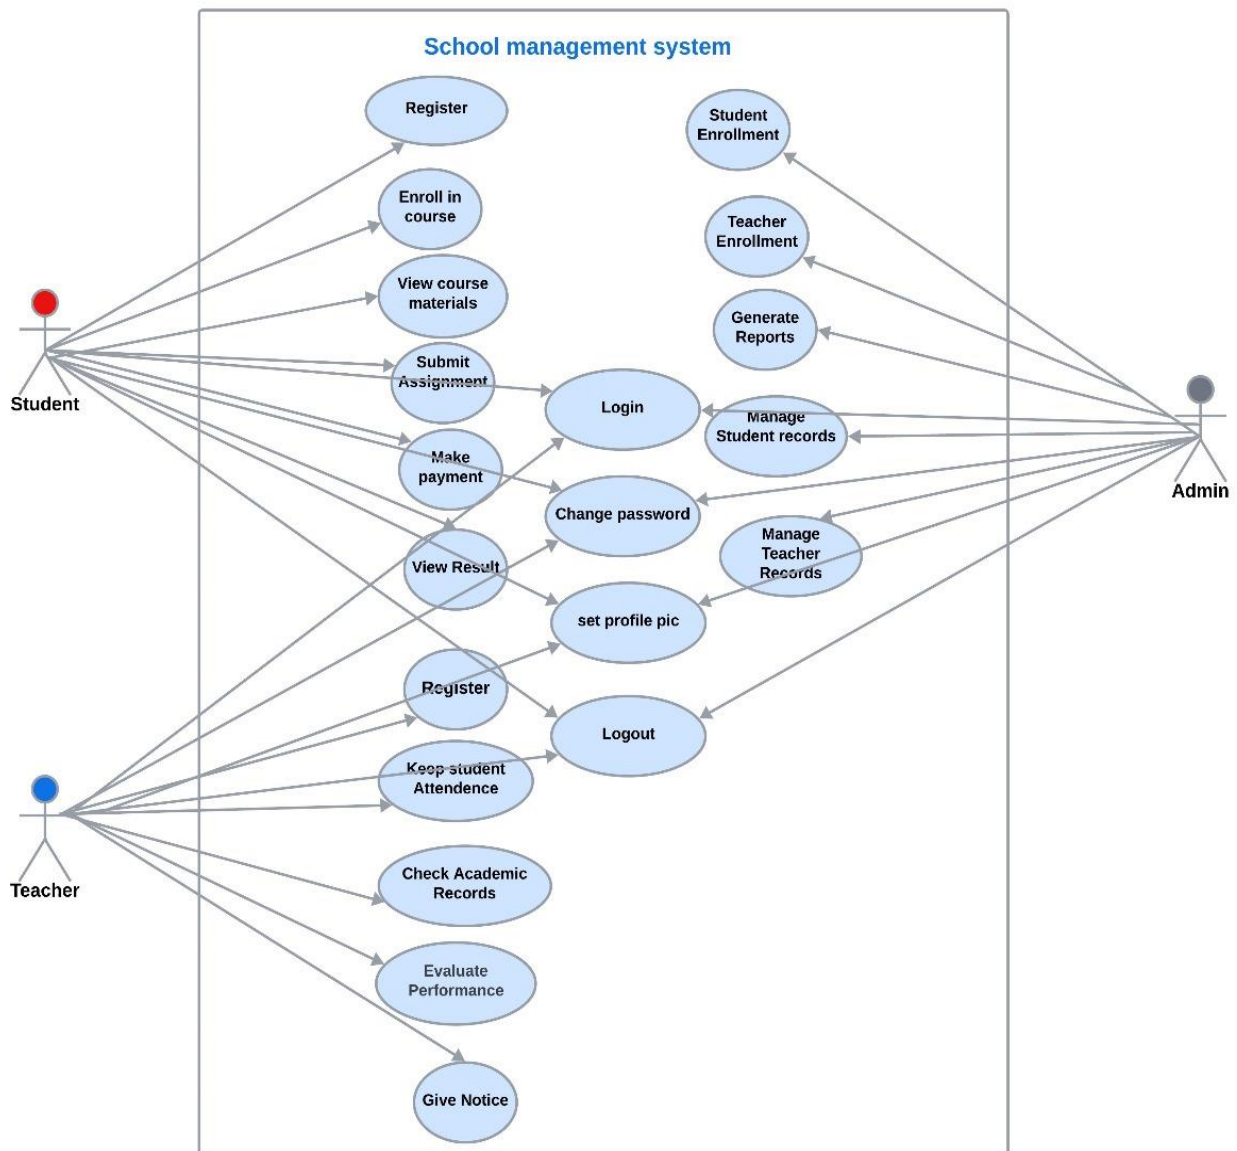 School management system
Register
Student
Enrollment
Enroll in
course
Teacher
Enrollment
View course
materials
Generate
Reports
Submit
Assignment
Student
Login
Manage
Student records
Make
payment
Admin
Change password
Manage
Teacher
Records
View Result
set profile pic
Register
Logout
Keep student
Attendence
Teacher
Check Academic
Records
Evaluate
Performance
Give Notice